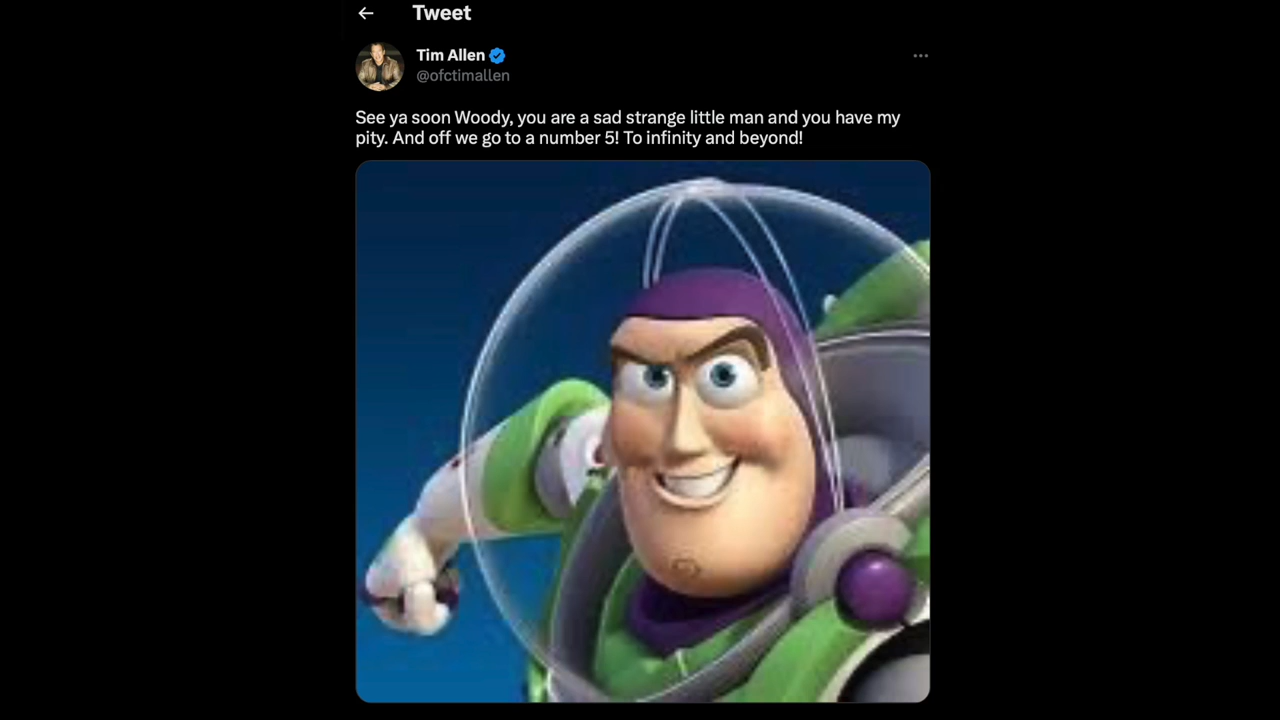 Tweet
Tim Allen
@ofctimallen
See ya soon Woody, you are a sad strange little man and you have my
pity. And off we go to a number 5! To infinity and beyond!